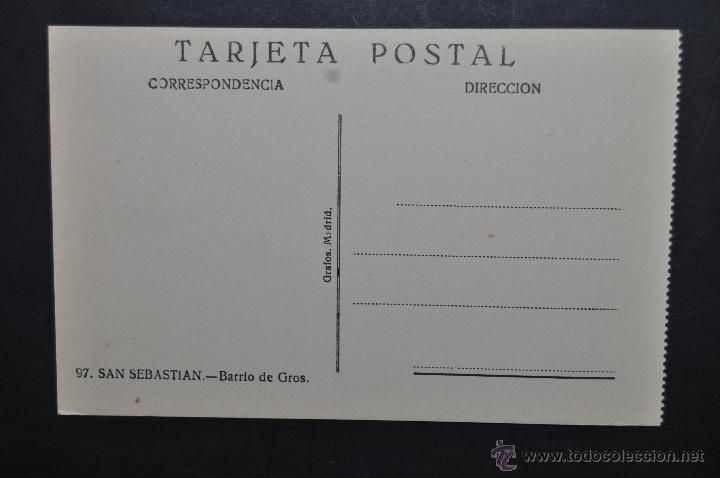 TARJETA POSTAL
CORRESPONDENCIA
DIRECCION
Grafos. Madrid.
97. SAN SEBASTIAN.—Barrio de Gros.
www.todocoleccion.net